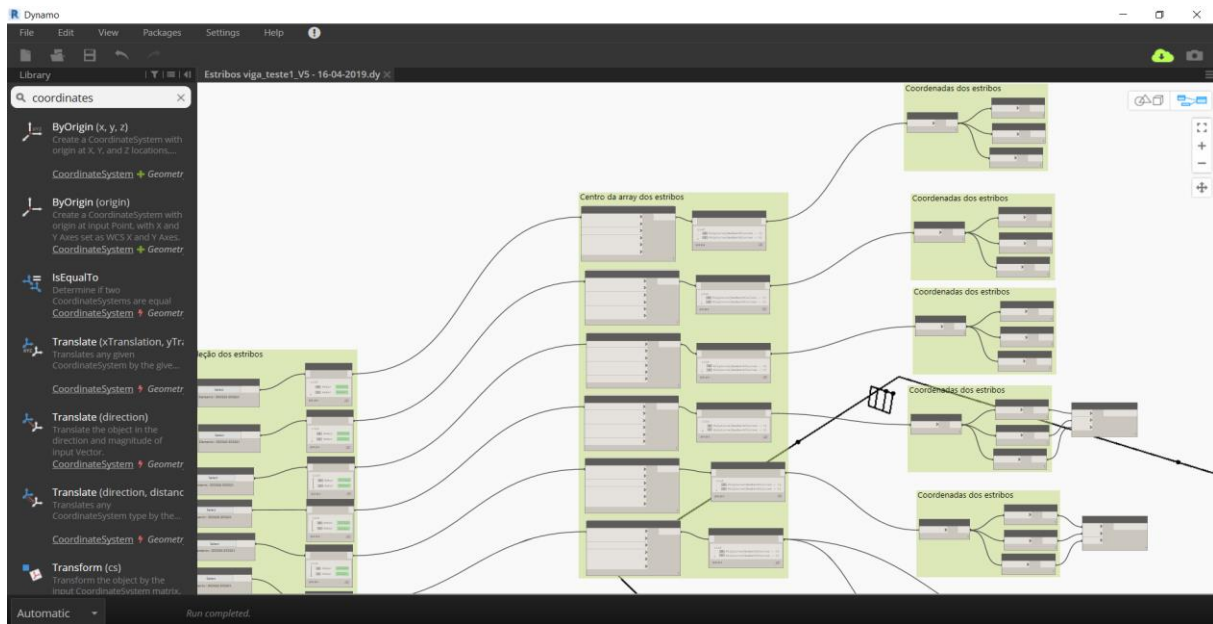 Dynamo
File Edit View Packages Settings Help
Library
Estribos viga_teste1_V5 - 16-04-2019.dy
coordinates
ByOrigin (x, y, z)
Create a CoordinateSystem with
origin at X, Y, and Z locations,...
CoordinateSystem Geometr
ByOrigin (origin)
Create a CoordinateSystem with
origin at input Point, with X and
Y Axes set as WCS X and Y Axes.
CoordinateSystem Geometr
IsEqualTo
Determine if two
CoordinateSystems are equal
CoordinateSystem Geometr
Translate (xTranslation, yTra
Translates any given
CoordinateSystem by the give...
CoordinateSystem Geometr
Translate (direction)
Translate the object in the
direction and magnitude of
input Vector.
CoordinateSystem Geometr
Translate (direction, distanc
Translates any
CoordinateSystem type by the...
CoordinateSystem Geometr
Transform (cs)
Transform the object by the
input CoordinateSystem matrix.
leção dos estribos
Centro da array dos estribos
Coordenadas dos estribos
Coordenadas dos estribos
Coordenadas dos estribos
Coordenadas dos estribos
Coordenadas dos estribos
Automatic
Run completed.